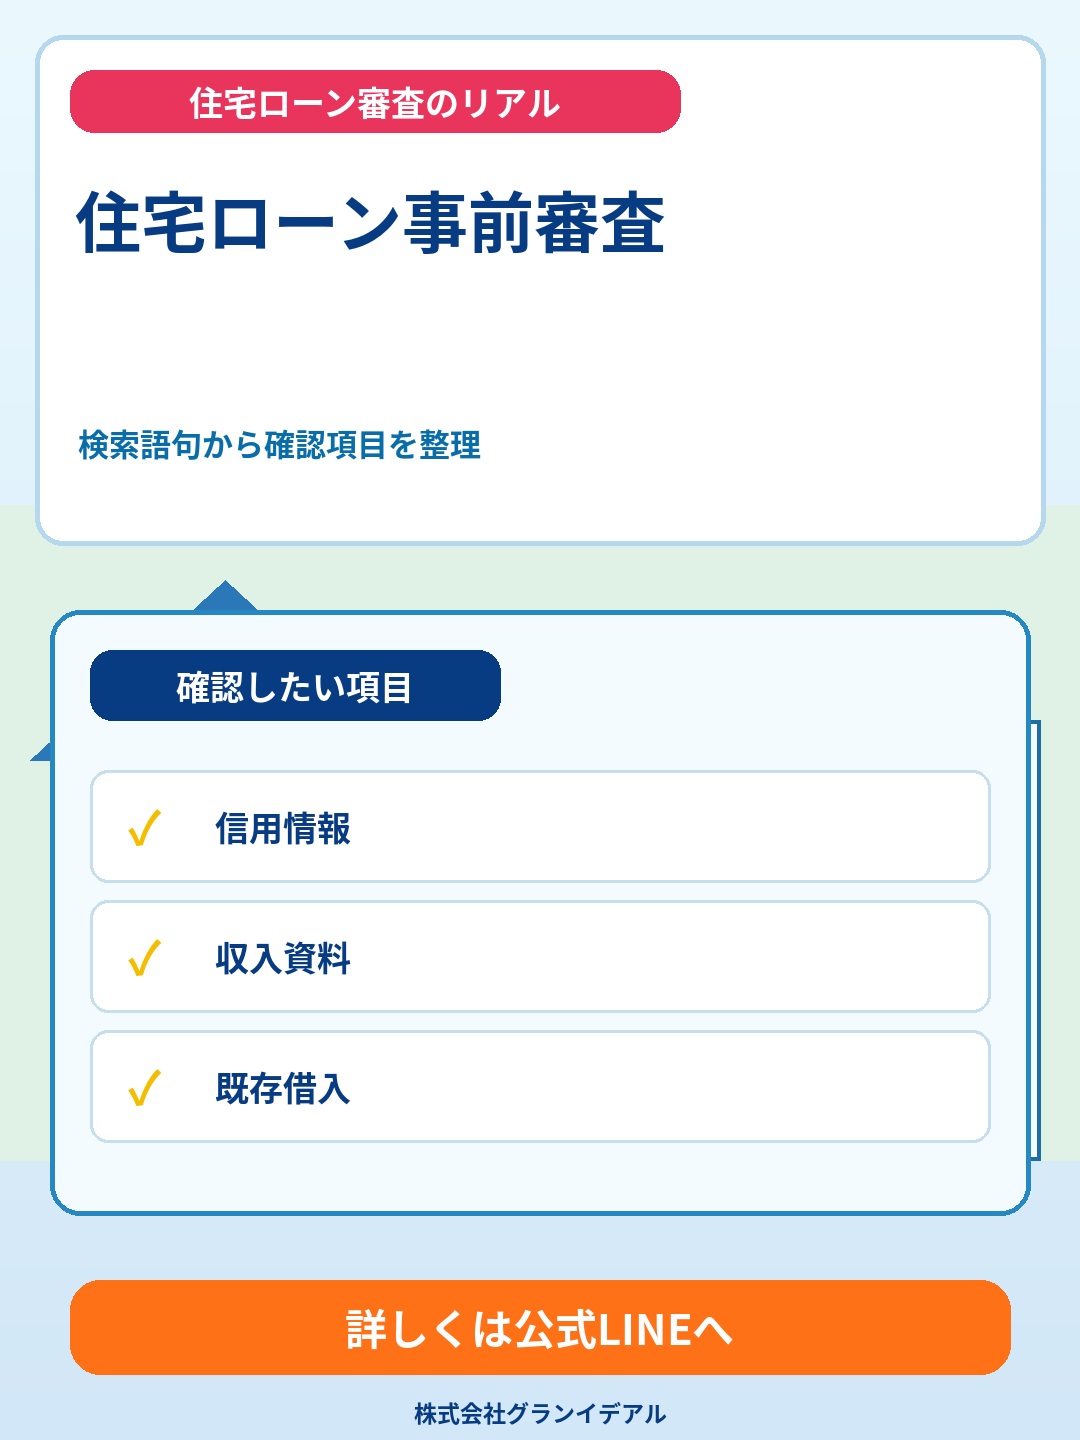 住宅ローン審査のリアル
住宅ローン事前審査
検索語句から確認項目を整理
確認したい項目
✓ 信用情報
✓ 収入資料
✓ 既存借入
詳しくは公式LINEへ
株式会社グランイデアル